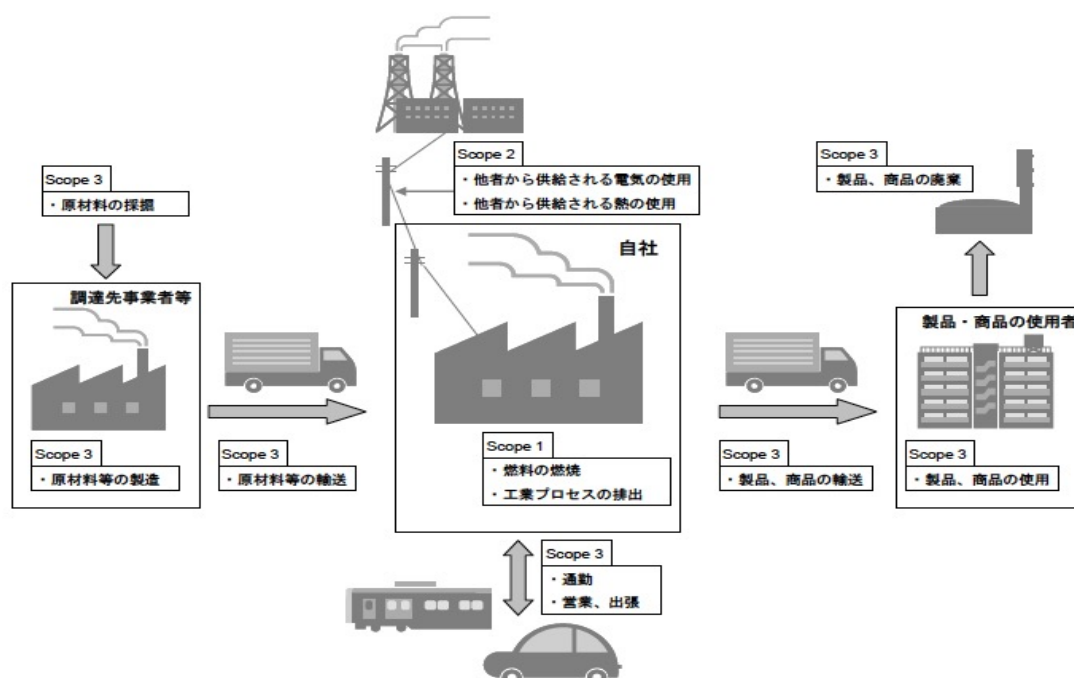 Scope 2
・他者から供給される電気の使用
・他者から供給される熱の使用
Scope 3
・製品、商品の廃棄
Scope 3
・原材料の採掘
自社
調達先事業者等
製品・商品の使用者
Scope 3
・原材料等の製造
Scope 3
・原材料等の輸送
Scope 1
・燃料の燃焼
・工業プロセスの排出
Scope 3
・製品、商品の輸送
Scope 3
・製品、商品の使用
Scope 3
・通勤
・営業、出張